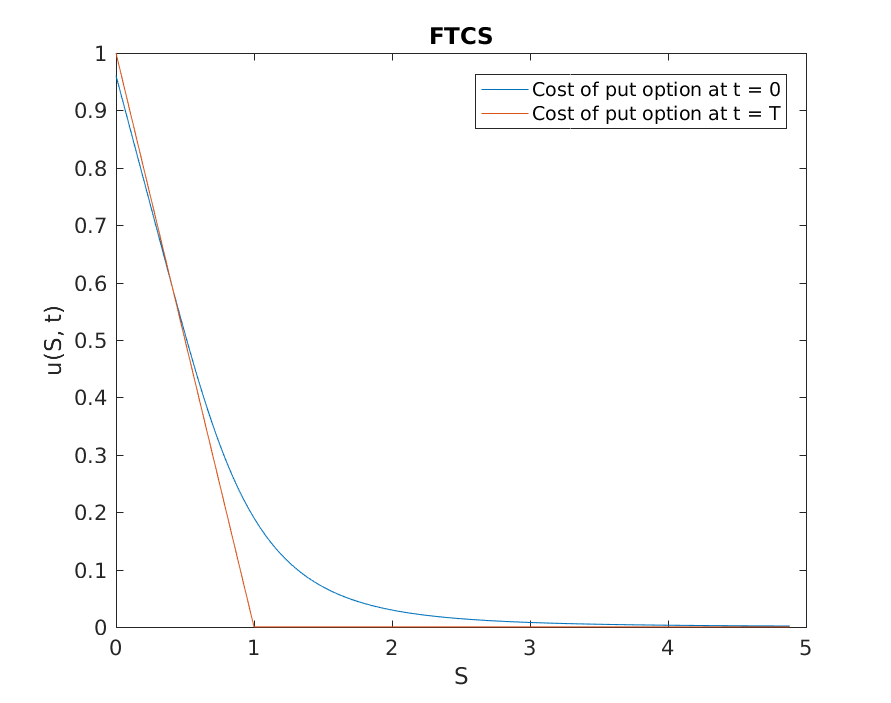 FTCS
1
0.9
0.8
0.7
0.6
0.5
0.4
0.3
0.2
0.1
0
u(S, t)
Cost of put option at t = 0
Cost of put option at t = T
0 1 2 3 4 5
S